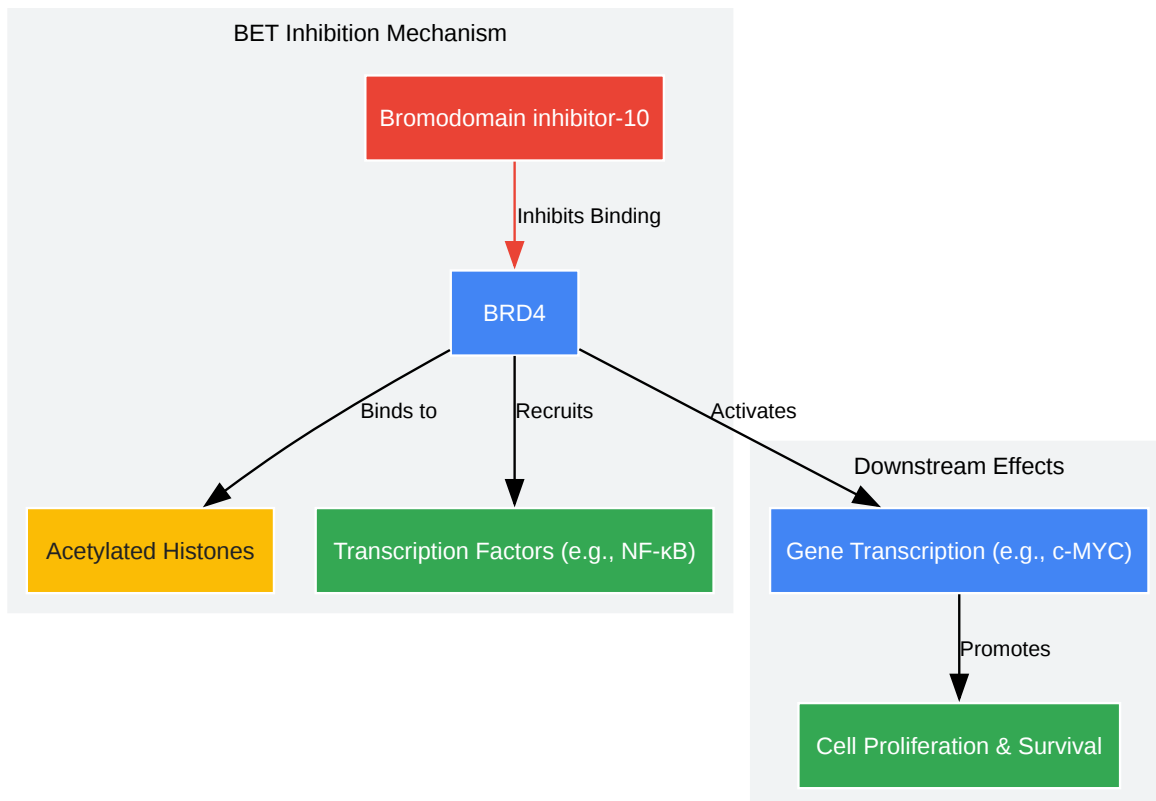 BET Inhibition Mechanism
Bromodomain inhibitor-10
Inhibits Binding
BRD4
Binds to
Recruits
Activates
Downstream Effects
Acetylated Histones
Transcription Factors (e.g., NF-κB)
Gene Transcription (e.g., c-MYC)
Promotes
Cell Proliferation & Survival